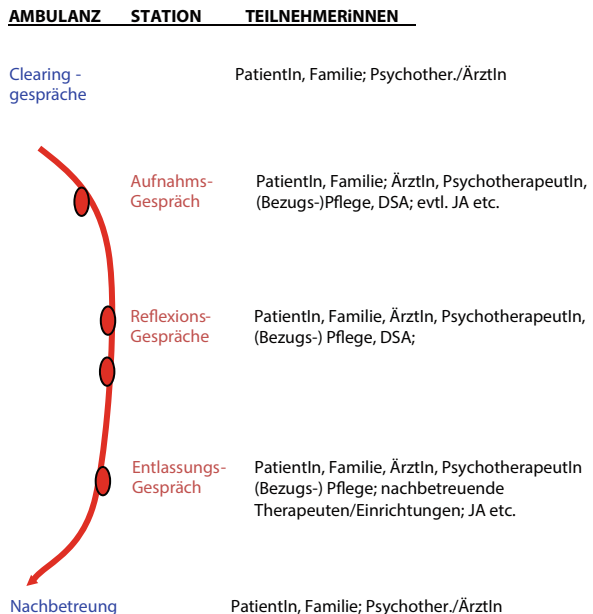 AMBULANZ STATION TEILNEHMERiNNEN
Clearing - PatientIn, Familie; Psychother./ÄrztIn
gespräche
Aufnahms- PatientIn, Familie; ÄrztIn, PsychotherapeutIn,
Gespräch (Bezugs-)Pflege, DSA; evtl. JA etc.
Reflexions- PatientIn, Familie, ÄrztIn, PsychotherapeutIn,
Gespräche (Bezugs-) Pflege, DSA;
Entlassungs- PatientIn, Familie, ÄrztIn, PsychotherapeutIn
Gespräch (Bezugs-) Pflege; nachbetreuende
Therapeuten/Einrichtungen; JA etc.
Nachbetreung PatientIn, Familie; Psychother./ÄrztIn